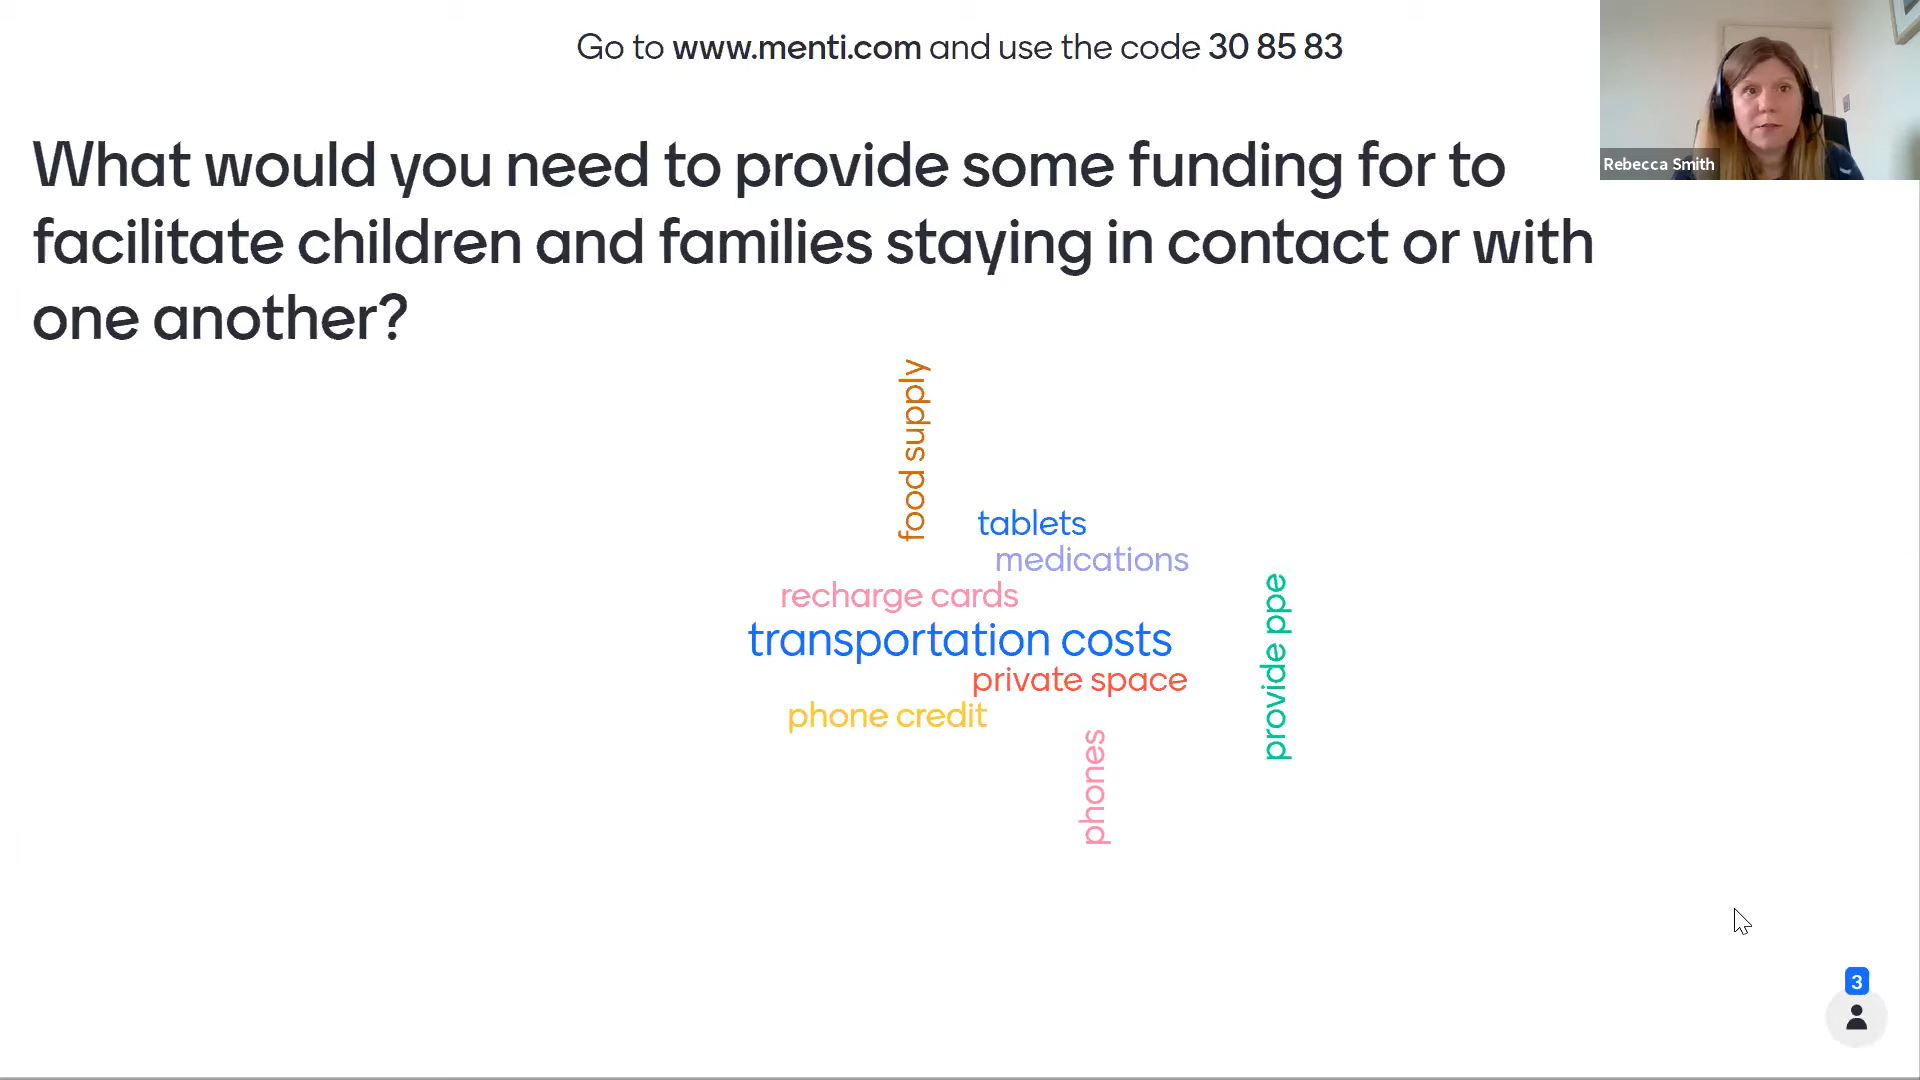 Go to www.menti.com and use the code 30 85 83
Rebecca Smith
What would you need to provide some funding for to
facilitate children and families staying in contact or with
one another?
food supply
tablets
medications
recharge cards
transportation costs
provide ppe
private space
phone credit
phones
3